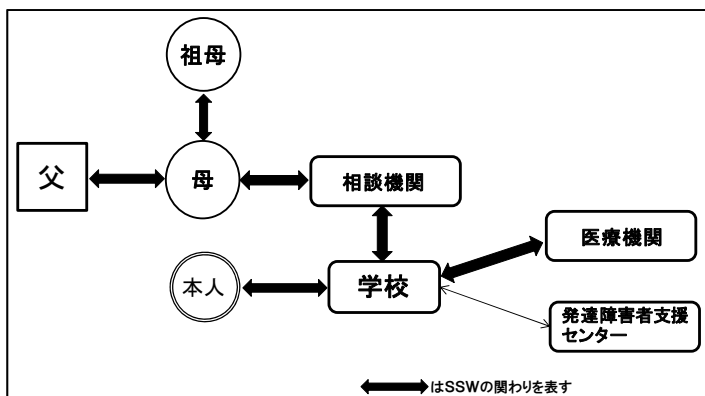 祖母
父
母
相談機関
医療機関
本人
学校
発達障害者支援
センター
はSSWの関わりを表す